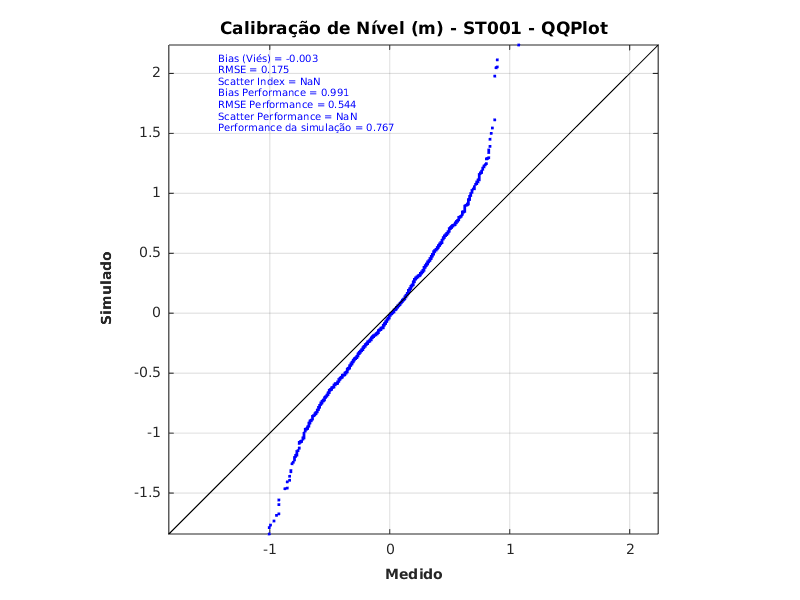 Calibração de Nível (m) - ST001 - QQPlot
Bias (Viés) = -0.003
RMSE = 0.175
Scatter Index = NaN
Bias Performance = 0.991
RMSE Performance = 0.544
Scatter Performance = NaN
Performance da simulação = 0.767
2
1.5
1
0.5
0
-0.5
-1
-1.5
Simulado
-1 0 1 2
Medido